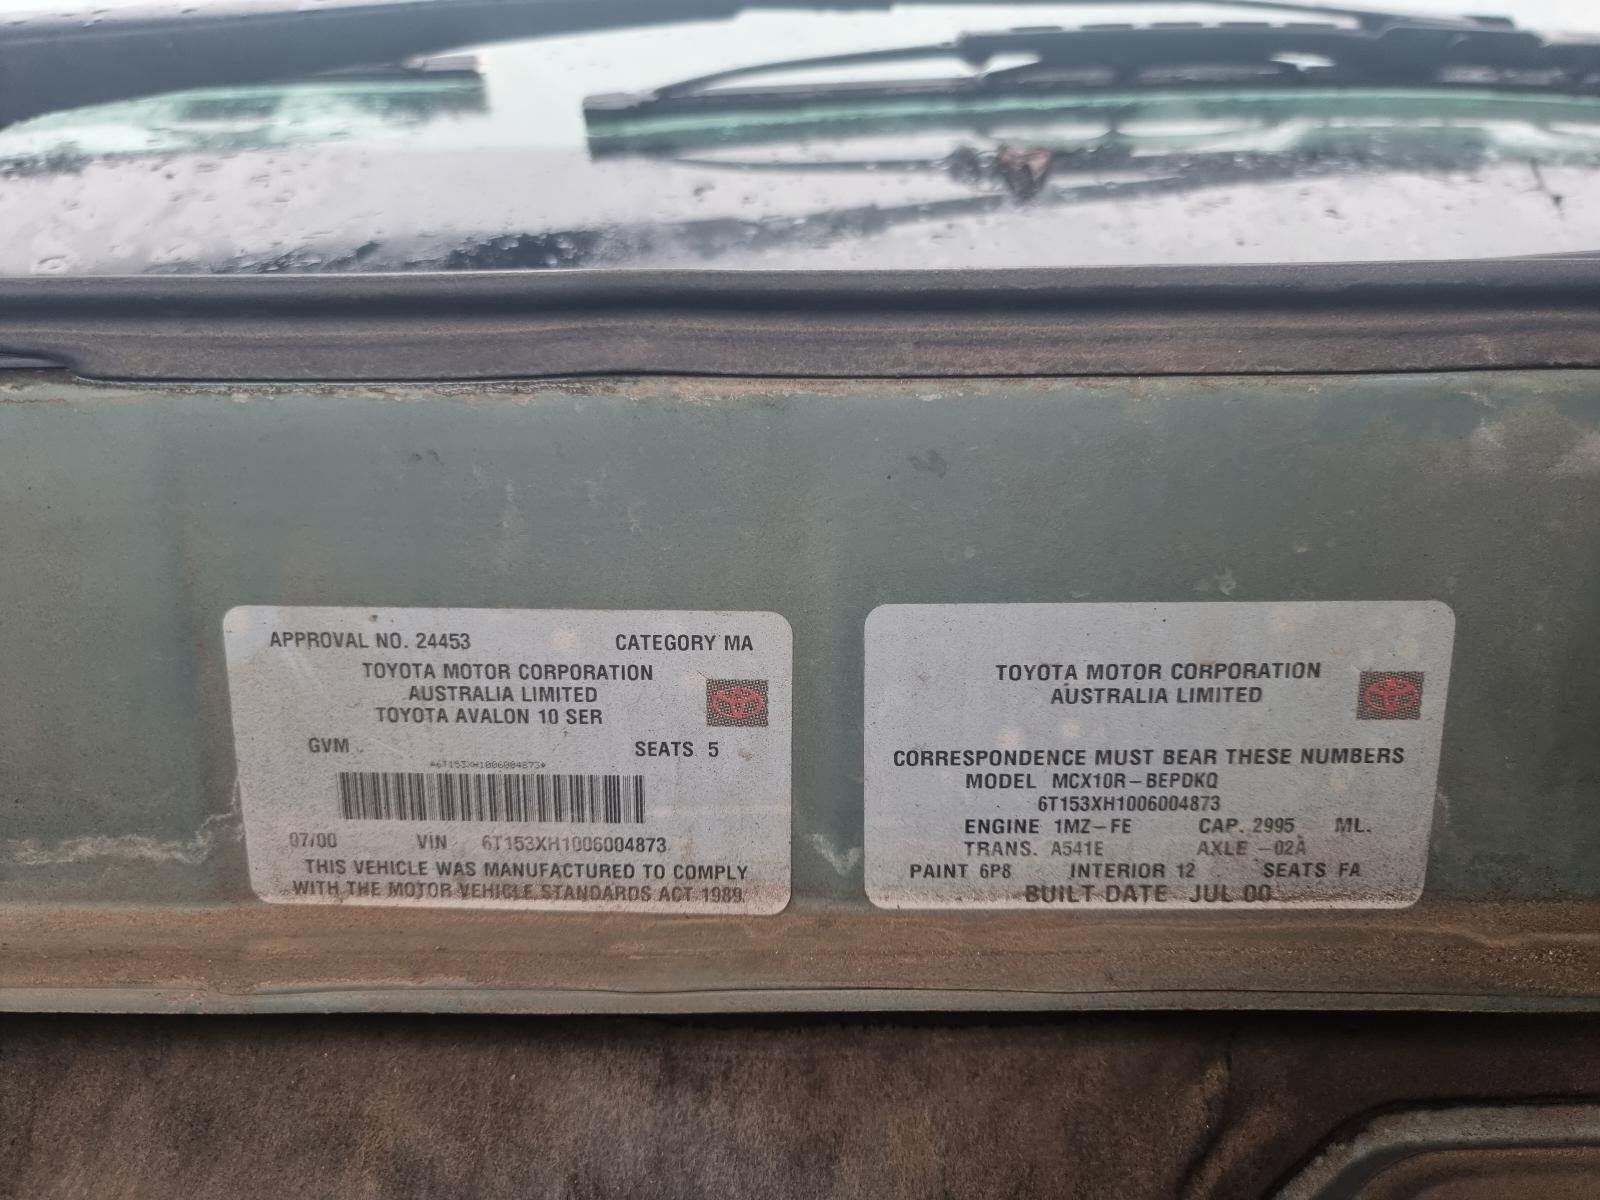 APPROVAL NO. 24453 CATEGORY MA
TOYOTA MOTOR CORPORATION
AUSTRALIA LIMITED
TOYOTA AVALON 10 SER
GVM SEATS 5
*6T153XH1006004873*
07/00 VIN 6T153XH1006004873
THIS VEHICLE WAS MANUFACTURED TO COMPLY
WITH THE MOTOR VEHICLE STANDARDS ACT 1989.
TOYOTA MOTOR CORPORATION
AUSTRALIA LIMITED
CORRESPONDENCE MUST BEAR THESE NUMBERS
MODEL MCX10R-BEPDKQ
6T153XH1006004873
ENGINE 1MZ-FE CAP. 2995 ML.
TRANS. A541E AXLE -02A
PAINT 6P8 INTERIOR 12 SEATS FA
BUILT DATE JUL 00